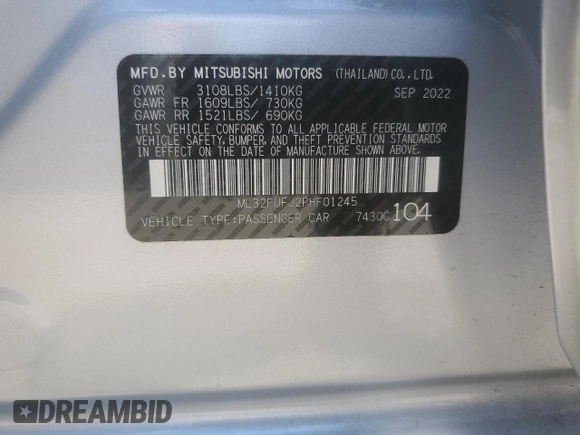 MFD. BY MITSUBISHI MOTORS (THAILAND) CO., LTD.
GVWR 3108LBS/1410KG SEP 2022
GAWR FR 1609LBS/ 730KG
GAWR RR 1521LBS/ 690KG
THIS VEHICLE CONFORMS TO ALL APPLICABLE FEDERAL MOTOR
VEHICLE SAFETY, BUMPER, AND THEFT PREVENTION STANDARDS
IN EFFECT ON THE DATE OF MANUFACTURE SHOWN ABOVE.
ML32FUFJ2PHF01245
VEHICLE TYPE:PASSENGER CAR 7430C 104
DREAMBID